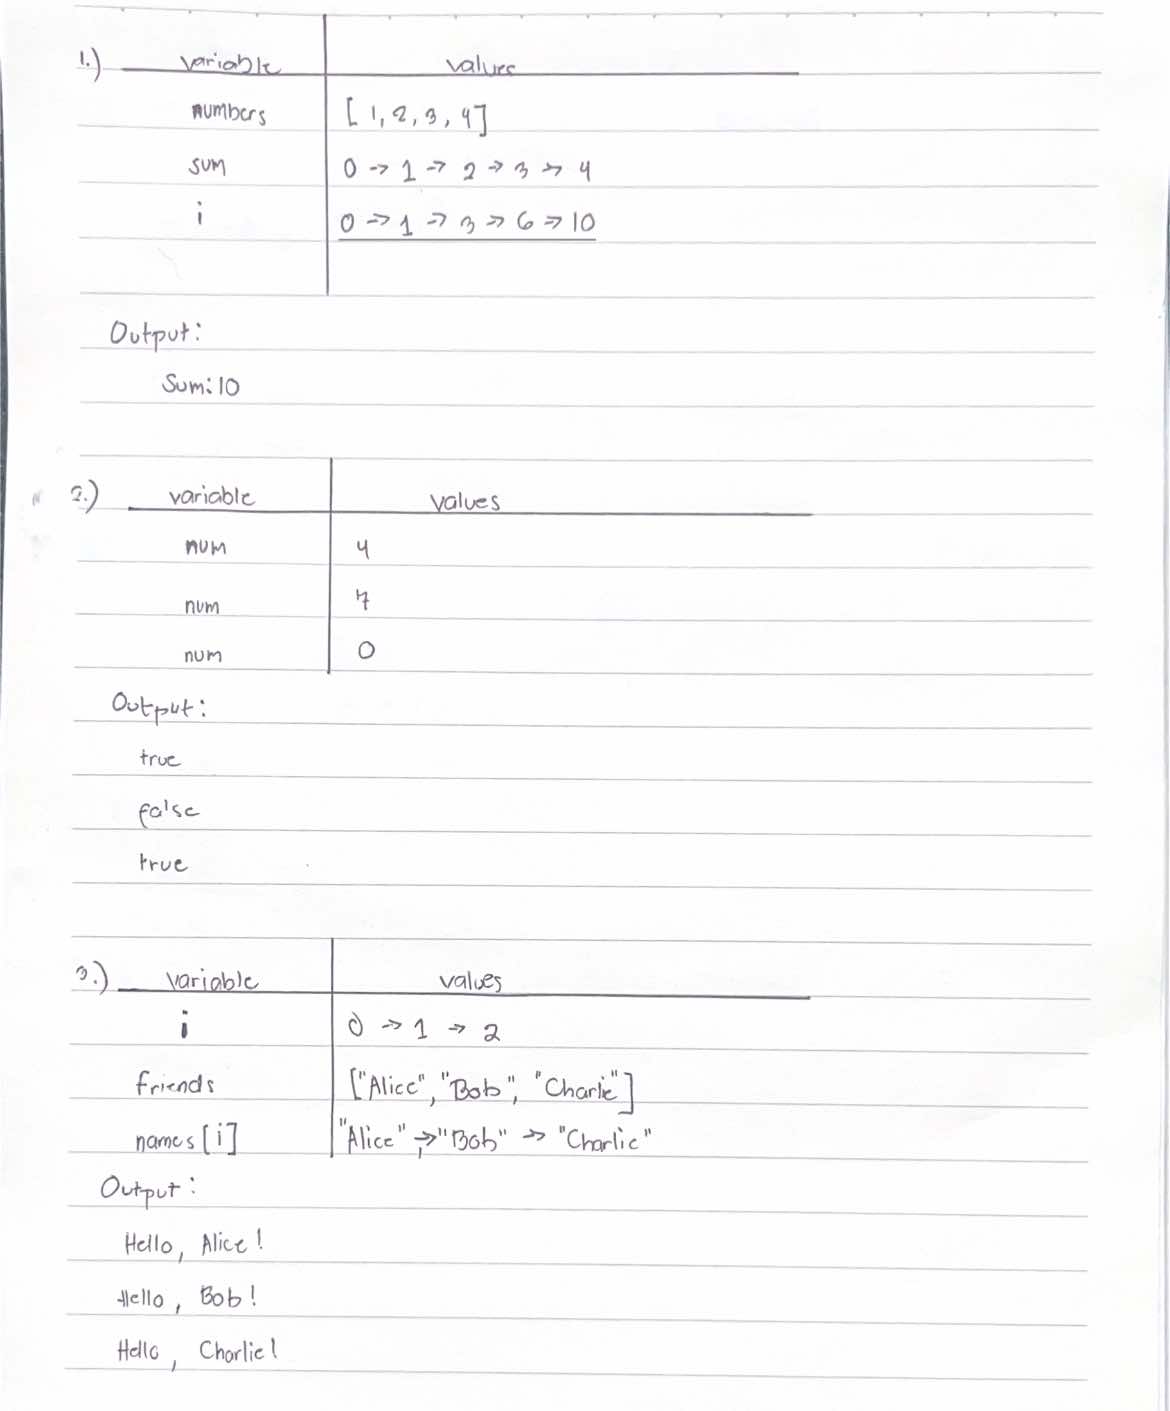 1.) variable values
numbers [1, 2, 3, 4]
sum 0 → 1 → 2 → 3 → 4
i 0 → 1 → 3 → 6 → 10
Output:
Sum: 10
2.) variable values
num 4
num 7
num 0
Output:
true
false
true
3.) variable values
i 0 → 1 → 2
friends ["Alice", "Bob", "Charlie"]
names[i] "Alice" → "Bob" → "Charlie"
Output:
Hello, Alice!
Hello, Bob!
Hello, Charlie!